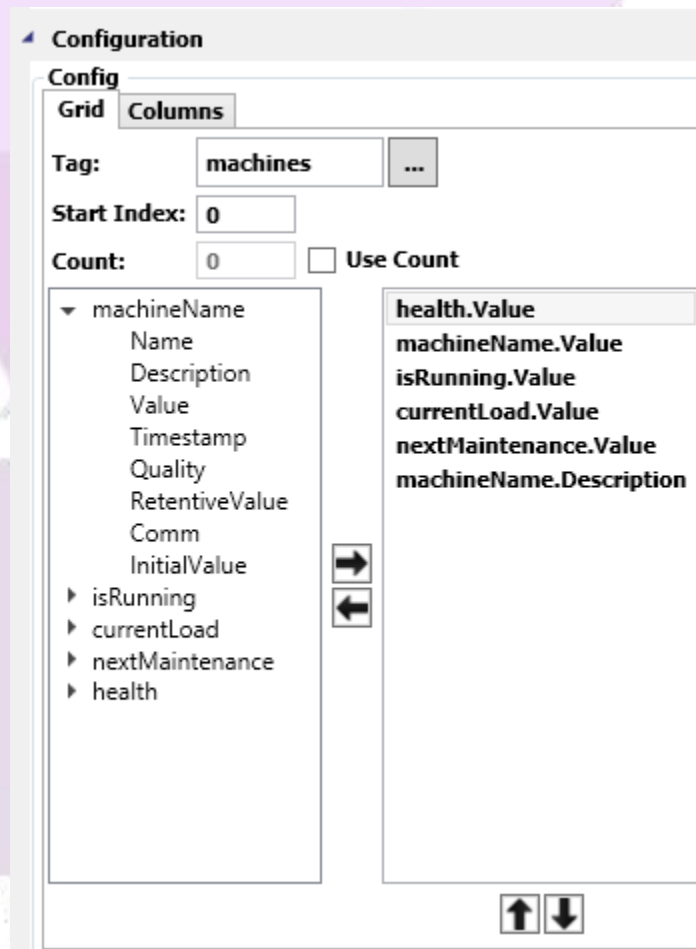 Configuration
Config
Grid Columns
Tag: machines ...
Start Index: 0
Count: 0 Use Count
machineName
Name
Description
Value
Timestamp
Quality
RetentiveValue
Comm
InitialValue
isRunning
currentLoad
nextMaintenance
health
health.Value
machineName.Value
isRunning.Value
currentLoad.Value
nextMaintenance.Value
machineName.Description